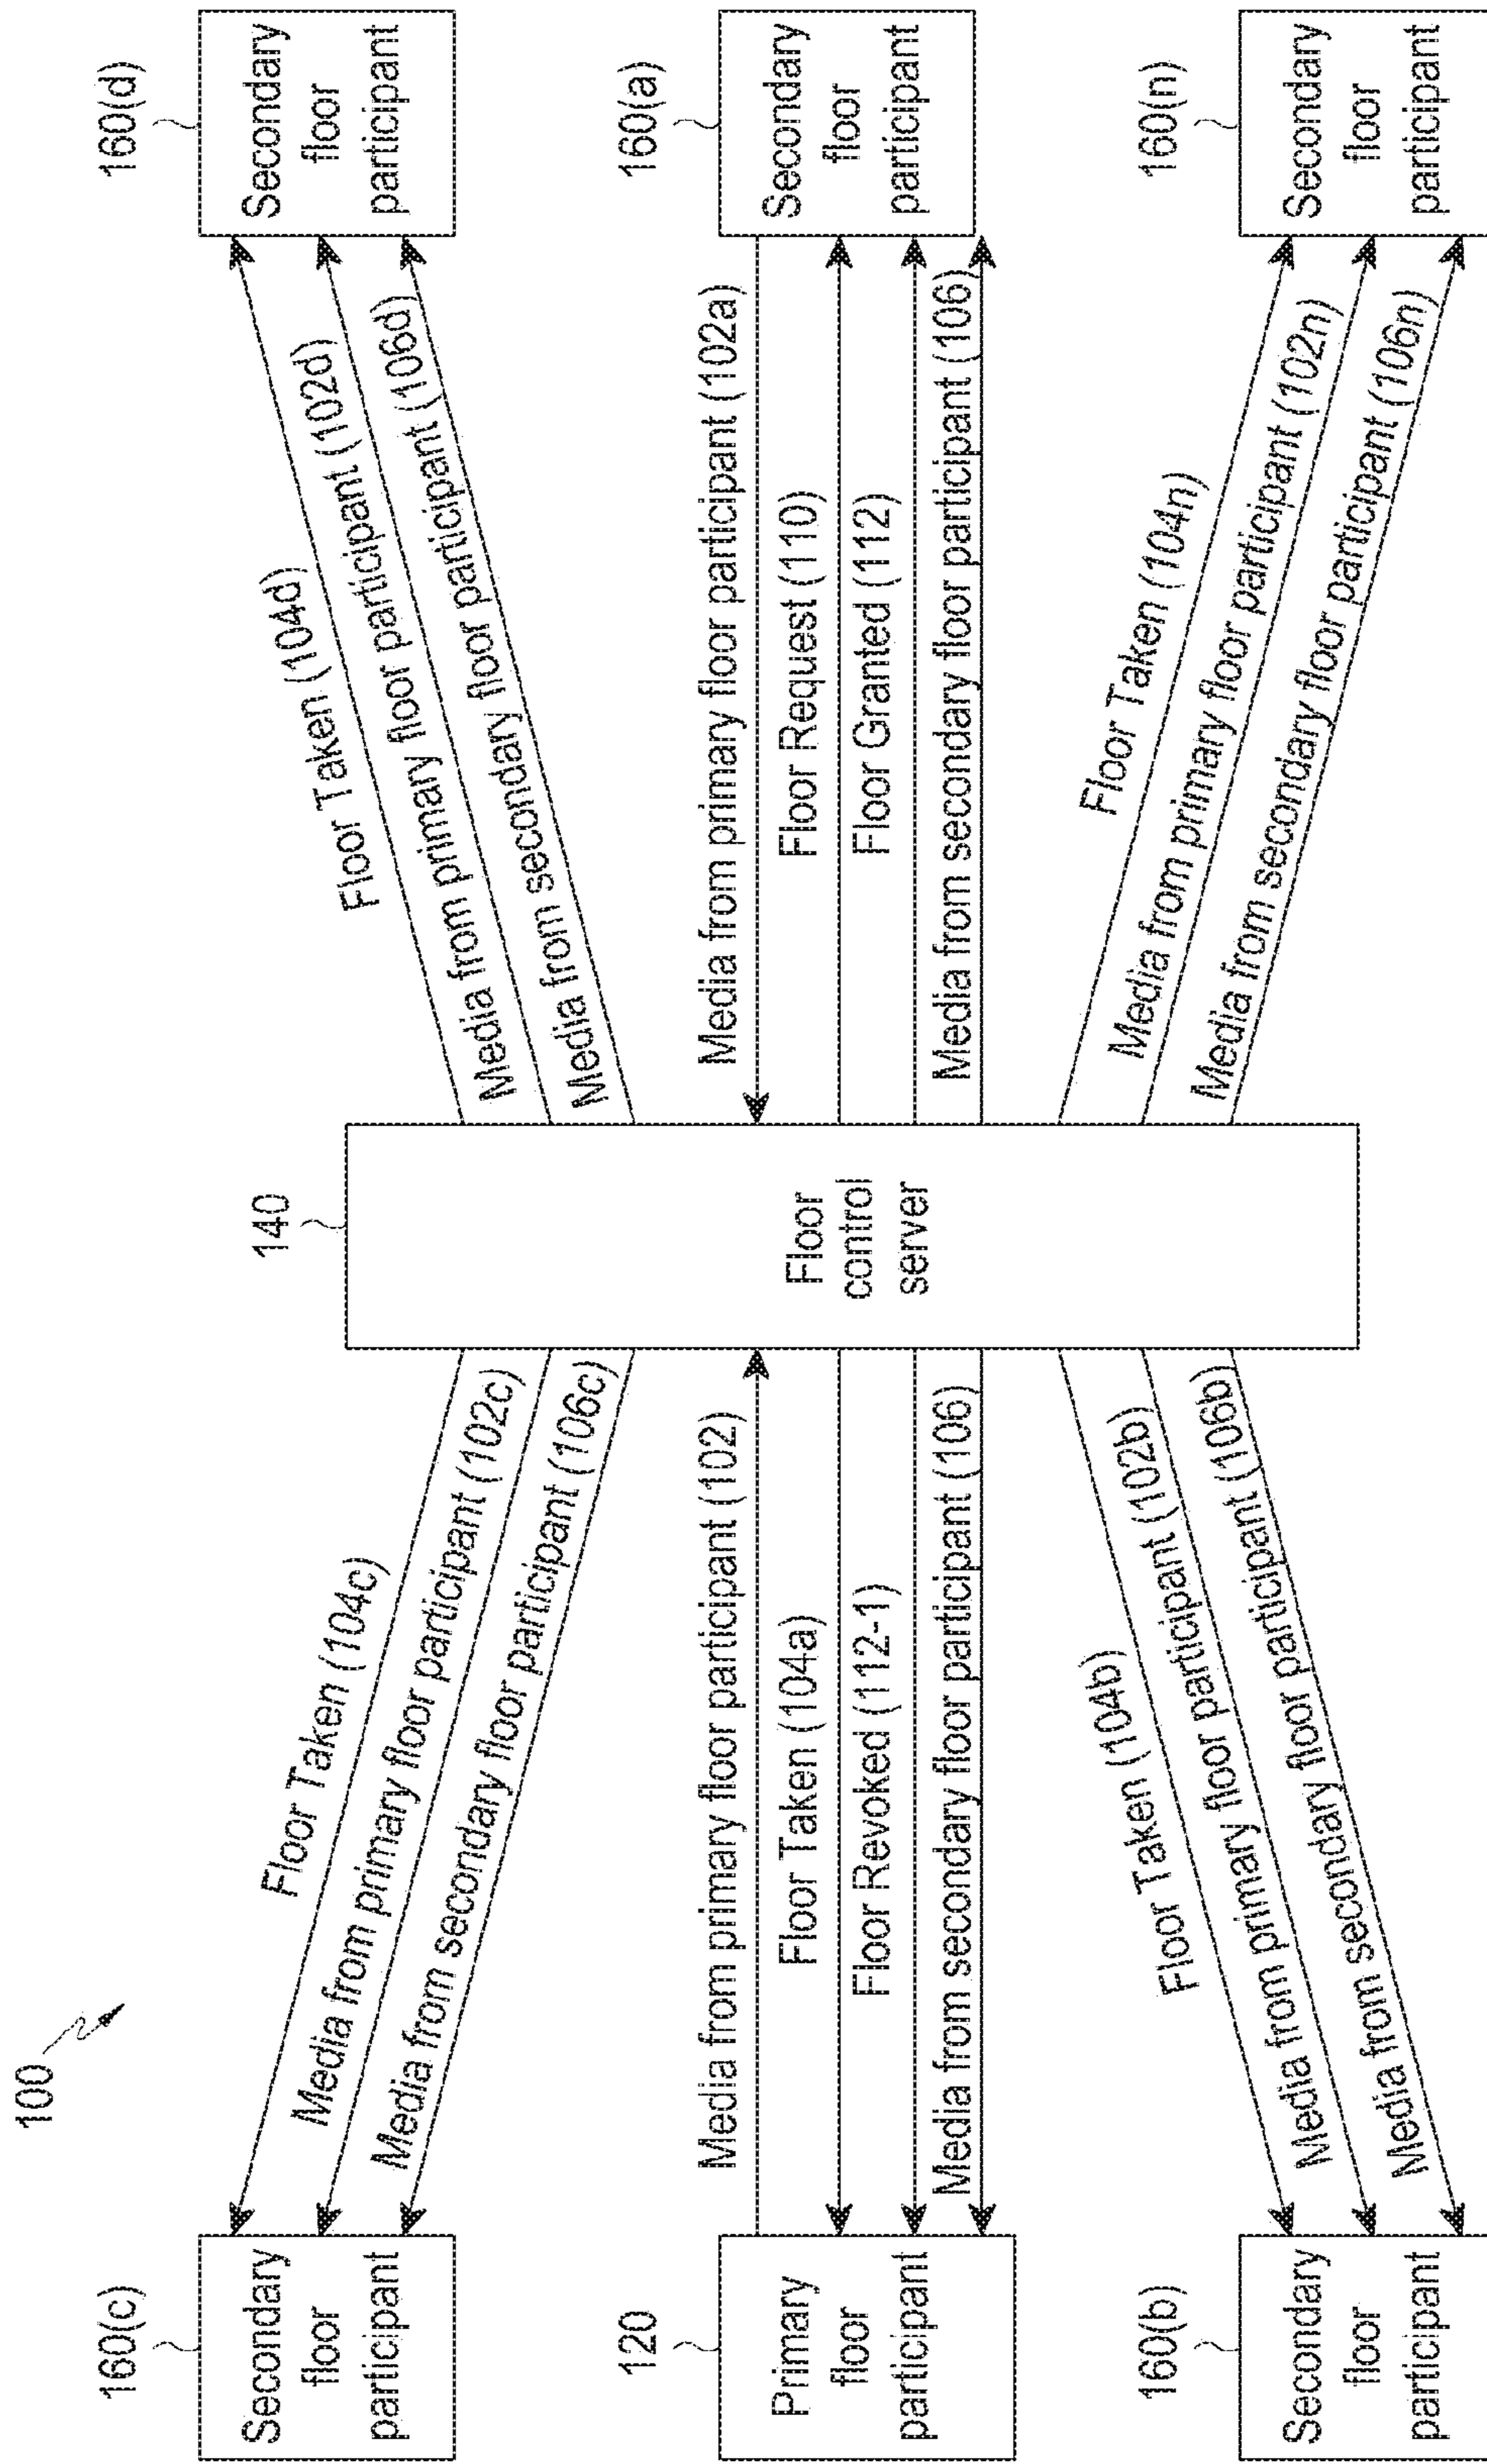 100
160(c)
Secondary
floor
participant
Floor Taken (104c)
Media from primary floor participant (102c)
Media from secondary floor participant (106c)
140
Floor
control
server
Floor Taken (104d)
Media from primary floor participant (102d)
Media from secondary floor participant (106d)
160(d)
Secondary
floor
participant
120
Primary
floor
participant
Media from primary floor participant (102)
Floor Taken (104a)
Floor Revoked (112-1)
Media from secondary floor participant (106)
Media from primary floor participant (102a)
Floor Request (110)
Floor Granted (112)
Media from secondary floor participant (106)
160(a)
Secondary
floor
participant
160(b)
Secondary
floor
participant
Floor Taken (104b)
Media from primary floor participant (102b)
Media from secondary floor participant (106b)
Floor Taken (104n)
Media from primary floor participant (102n)
Media from secondary floor participant (106n)
160(n)
Secondary
floor
participant